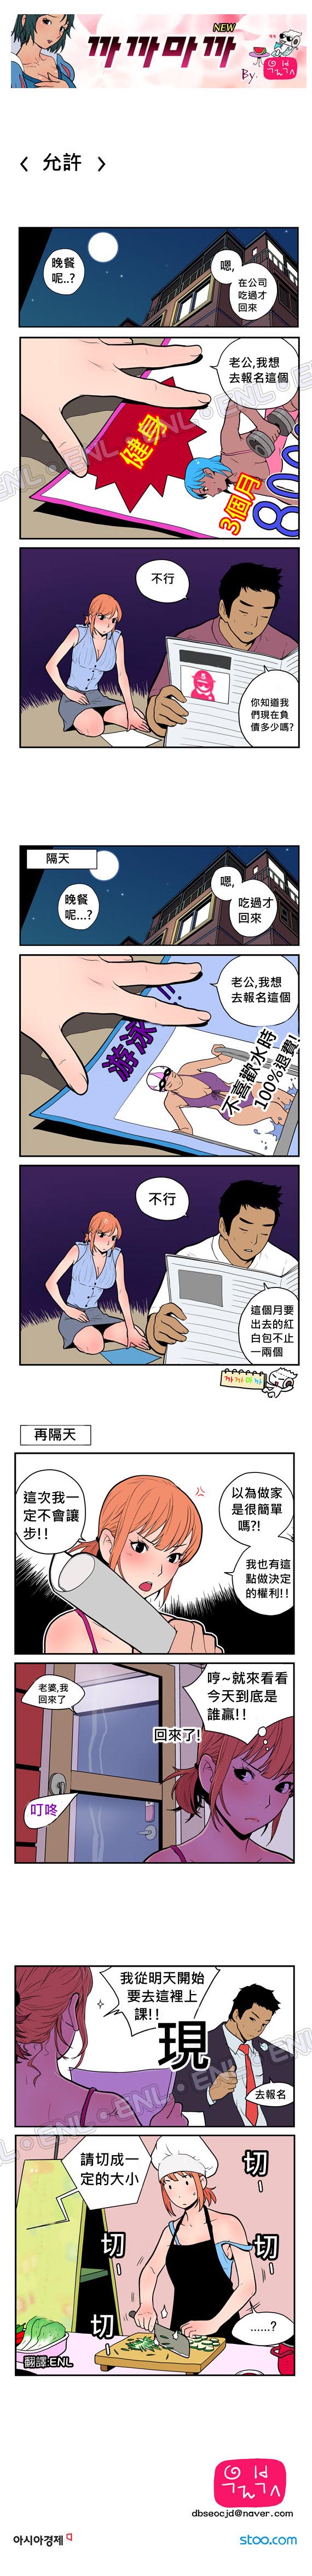 NEW
까까마까
By.
〈 允許 〉
晚餐
呢..?
嗯,
在公司
吃過才
回來
老公,我想
去報名這個
健身
3個月
800
不行
你知道我
們現在負
債多少嗎?
隔天
晚餐
呢...?
嗯,
吃過才
回來
老公,我想
去報名這個
游泳
不喜歡水時
100%退費!
不行
這個月要
出去的紅
白包不止
一兩個
까까마까
再隔天
這次我一
定不會讓
步!!
以為做家
是很簡單
嗎?!
我也有這
點做決定
的權利!!
老婆,我
回來了
哼~就來看看
今天到底是
誰贏!!
回來了!
叮咚
我從明天開始
要去這裡上
課!!
現
去報名
請切成一
定的大小
切
切
切
切
......?
翻譯:ENL
ENL
dbseocjd@naver.com
아시아경제
stoo.com